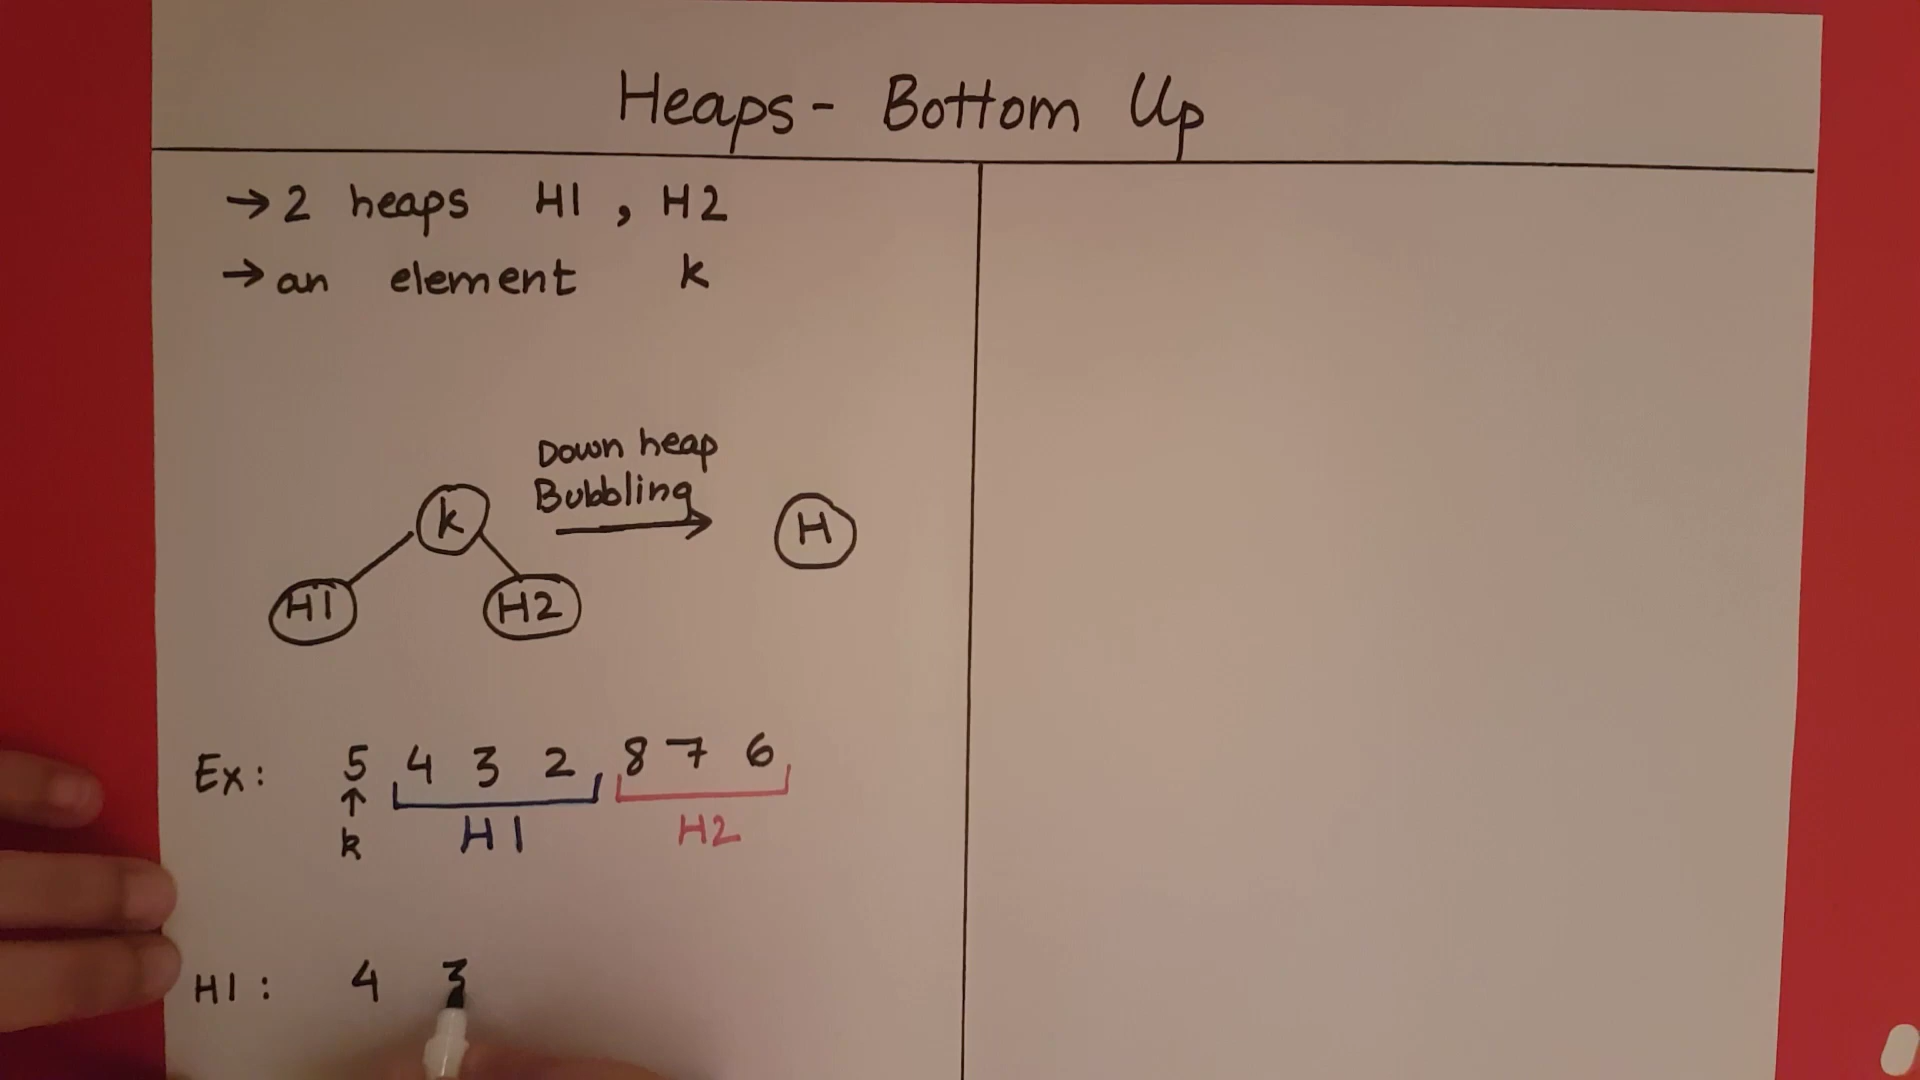 Heaps - Bottom Up
→ 2 heaps H1 , H2
→ an element k
Down heap
Bubbling
k
H
H1 H2
Ex: 5 4 3 2 8 7 6
↑
k H1 H2
H1: 4 3